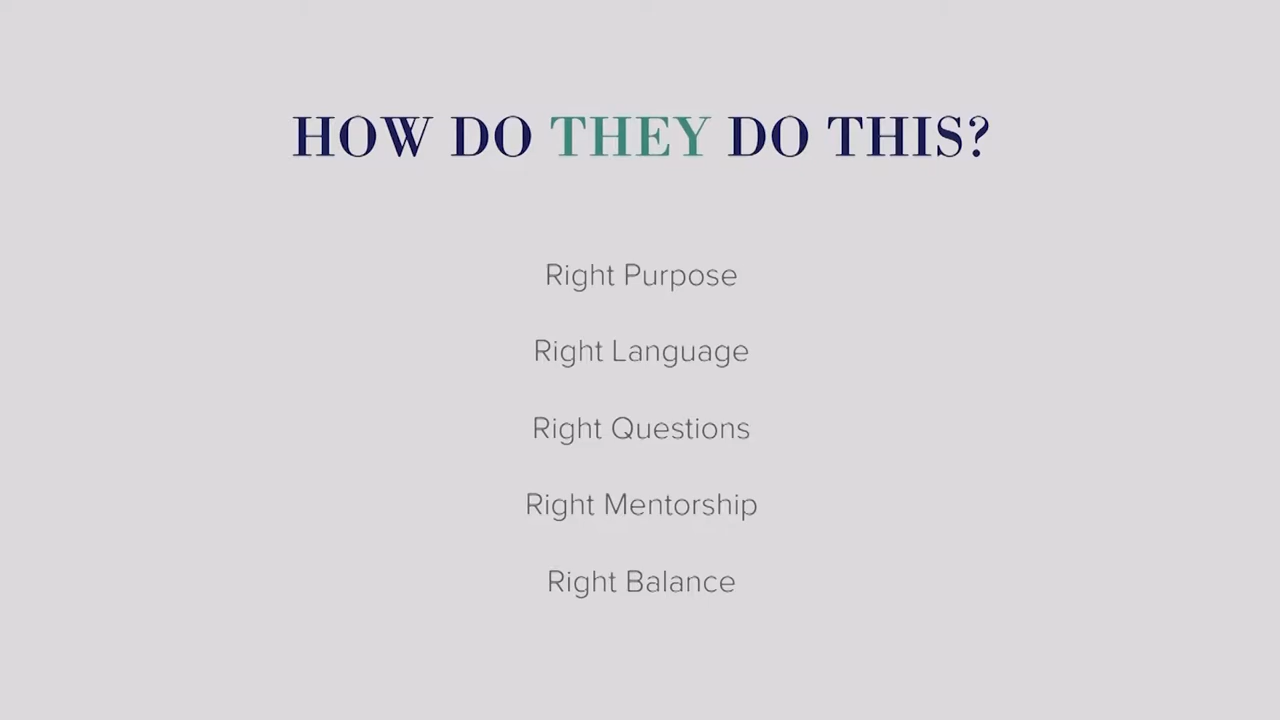 HOW DO THEY DO THIS?
Right Purpose
Right Language
Right Questions
Right Mentorship
Right Balance